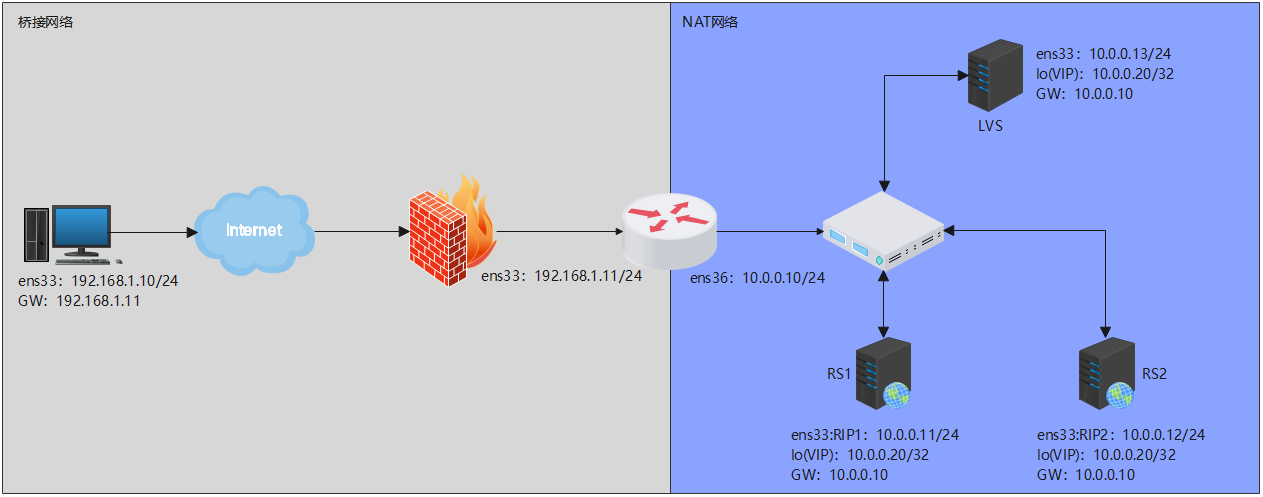 桥接网络
NAT网络
ens33：10.0.0.13/24
lo(VIP)：10.0.0.20/32
GW：10.0.0.10
LVS
Internet
ens33：192.168.1.10/24
GW：192.168.1.11
ens33：192.168.1.11/24
ens36：10.0.0.10/24
RS1
RS2
ens33:RIP1：10.0.0.11/24
lo(VIP)：10.0.0.20/32
GW：10.0.0.10
ens33:RIP2：10.0.0.12/24
lo(VIP)：10.0.0.20/32
GW：10.0.0.10